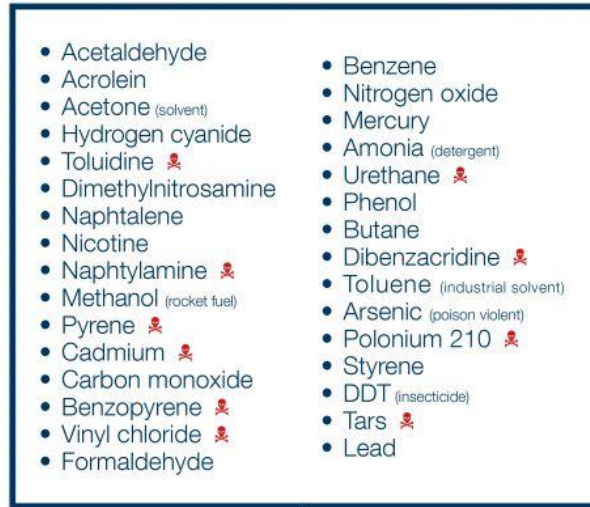 Acetaldehyde
Acrolein
Acetone (solvent)
Hydrogen cyanide
Toluidine
Dimethylnitrosamine
Naphtalene
Nicotine
Naphtylamine
Methanol (rocket fuel)
Pyrene
Cadmium
Carbon monoxide
Benzopyrene
Vinyl chloride
Formaldehyde
Benzene
Nitrogen oxide
Mercury
Amonia (detergent)
Urethane
Phenol
Butane
Dibenzacridine
Toluene (industrial solvent)
Arsenic (poison violent)
Polonium 210
Styrene
DDT (insecticide)
Tars
Lead